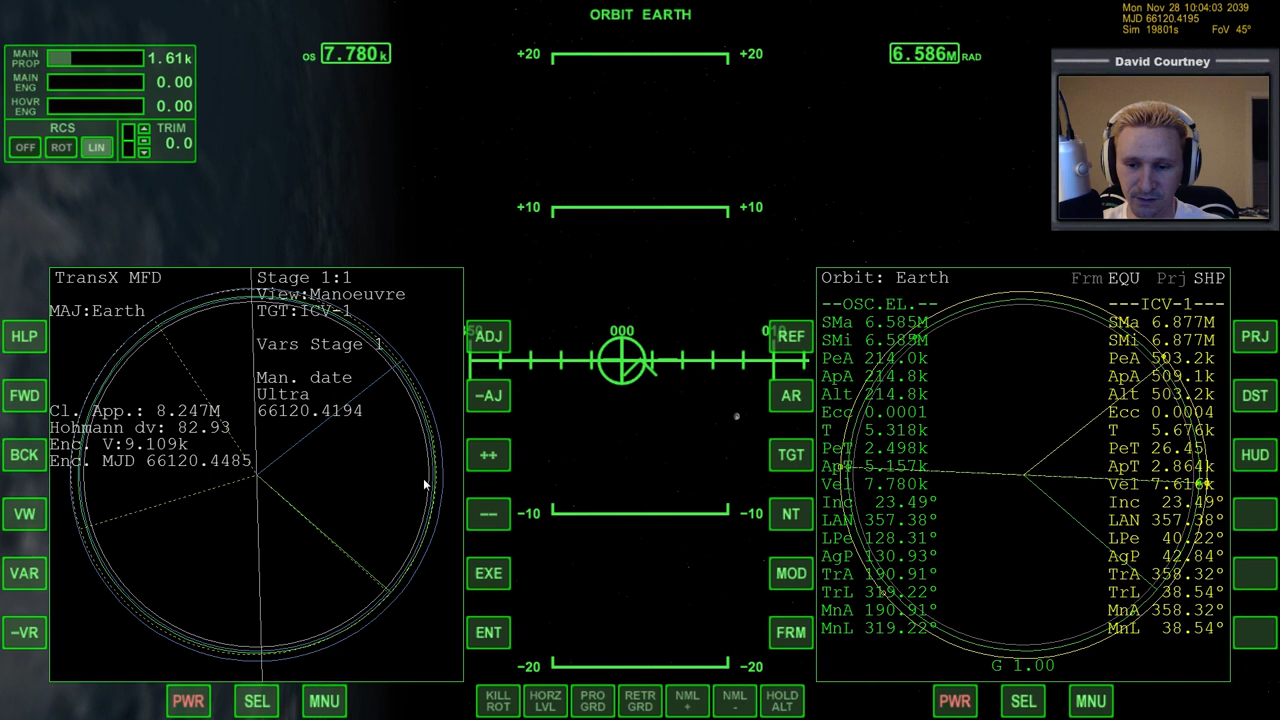 ORBIT EARTH
Mon Nov 28 10:04:03 2039
MJD 66120.4195
Sim 19801s FoV 45°
David Courtney
MAIN PROP 1.61k
MAIN ENG 0.00
HOVR ENG 0.00
RCS TRIM
OFF ROT LIN 0.0
OS 7.780k
6.586M RAD
+20 +20
+10 +10
000
-10 -10
-20 -20
TransX MFD
MAJ:Earth
Cl. App.: 8.247M
Hohmann dv: 82.93
Enc. V:9.109k
Enc. MJD 66120.4485
Stage 1:1
View:Manoeuvre
TGT:ICV-1
Vars Stage 1
Man. date
Ultra
66120.4194
HLP
FWD
BCK
VW
VAR
-VR
ADJ
-AJ
++
--
EXE
ENT
PWR SEL MNU
KILL ROT
HORZ LVL
PRO GRD
RETR GRD
NML +
NML -
HOLD ALT
REF
AR
TGT
NT
MOD
FRM
Orbit: Earth Frm EQU Prj SHP
--OSC.EL.--
SMa 6.585M
SMi 6.585M
PeA 214.0k
ApA 214.8k
Alt 214.8k
Ecc 0.0001
T 5.318k
PeT 2.498k
ApT 5.157k
Vel 7.780k
Inc 23.49°
LAN 357.38°
LPe 128.31°
AgP 130.93°
TrA 190.91°
TrL 319.22°
MnA 190.91°
MnL 319.22°
---ICV-1---
SMa 6.877M
SMi 6.877M
PeA 503.2k
ApA 509.1k
Alt 503.2k
Ecc 0.0004
T 5.676k
PeT 26.45
ApT 2.864k
Vel 7.616k
Inc 23.49°
LAN 357.38°
LPe 40.22°
AgP 42.84°
TrA 358.32°
TrL 38.54°
MnA 358.32°
MnL 38.54°
G 1.00
PRJ
DST
HUD
PWR SEL MNU